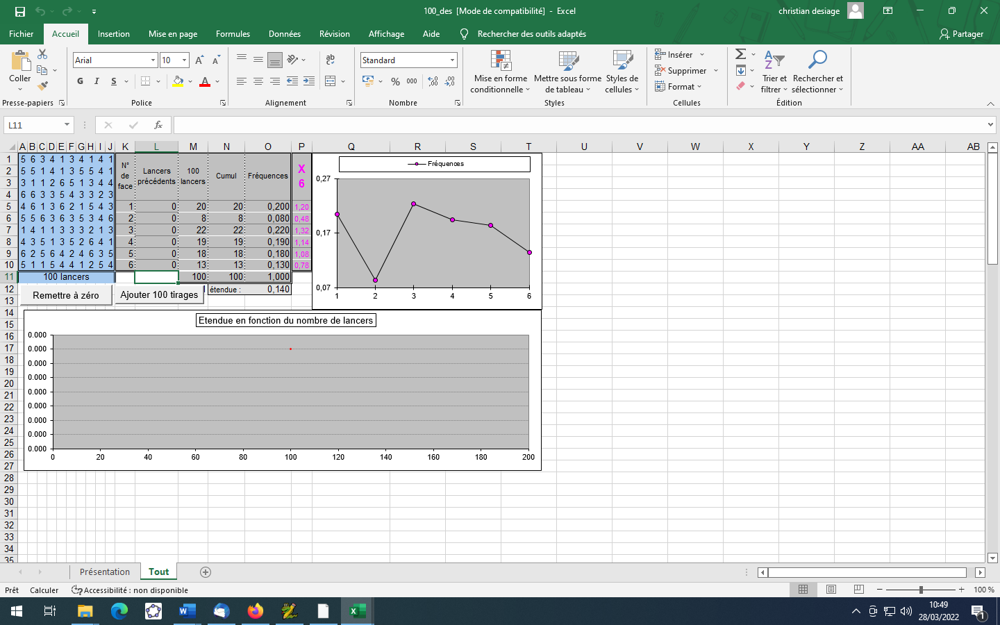 100_des [Mode de compatibilité] - Excel
christian desiage
Fichier Accueil Insertion Mise en page Formules Données Révision Affichage Aide Rechercher des outils adaptés Partager
Coller
Presse-papiers
Arial 10
G I S
Police
Alignement
Standard
% 000
Nombre
Mise en forme conditionnelle
Mettre sous forme de tableau
Styles de cellules
Styles
Insérer
Supprimer
Format
Cellules
Trier et filtrer
Rechercher et sélectionner
Édition
L11 fx
A B C D E F G H I J K L M N O P Q R S T U V W X Y Z AA AB
N° de face Lancers précédents 100 lancers Cumul Fréquences X 6
1 5 6 3 4 1 3 4 1 4 1
2 5 5 1 4 1 3 5 5 4 1
3 3 1 1 2 6 5 1 3 4 4
4 6 6 3 3 5 4 3 3 2 3
5 4 6 1 3 6 2 1 5 4 3 1 0 20 20 0,200 1,20
6 5 5 6 3 6 3 5 3 4 6 2 0 8 8 0,080 0,48
7 1 4 1 1 3 3 3 2 1 3 3 0 22 22 0,220 1,32
8 4 3 5 1 3 5 2 6 4 1 4 0 19 19 0,190 1,14
9 6 2 5 6 4 2 4 6 3 5 5 0 18 18 0,180 1,08
10 5 1 1 5 4 4 1 2 5 4 6 0 13 13 0,130 0,78
11 100 lancers 100 100 1,000
12 étendue : 0,140
Remettre à zéro Ajouter 100 tirages
13
14
15
16
17
18
19
20
21
22
23
24
25
26
27
28
29
30
31
32
33
34
35
Fréquences
0,27
0,17
0,07
1 2 3 4 5 6
Etendue en fonction du nombre de lancers
0.000
0.000
0.000
0.000
0.000
0.000
0.000
0.000
0.000
0 20 40 60 80 100 120 140 160 180 200
Présentation Tout
Prêt Calculer Accessibilité : non disponible 100 %
10:49
28/03/2022
1